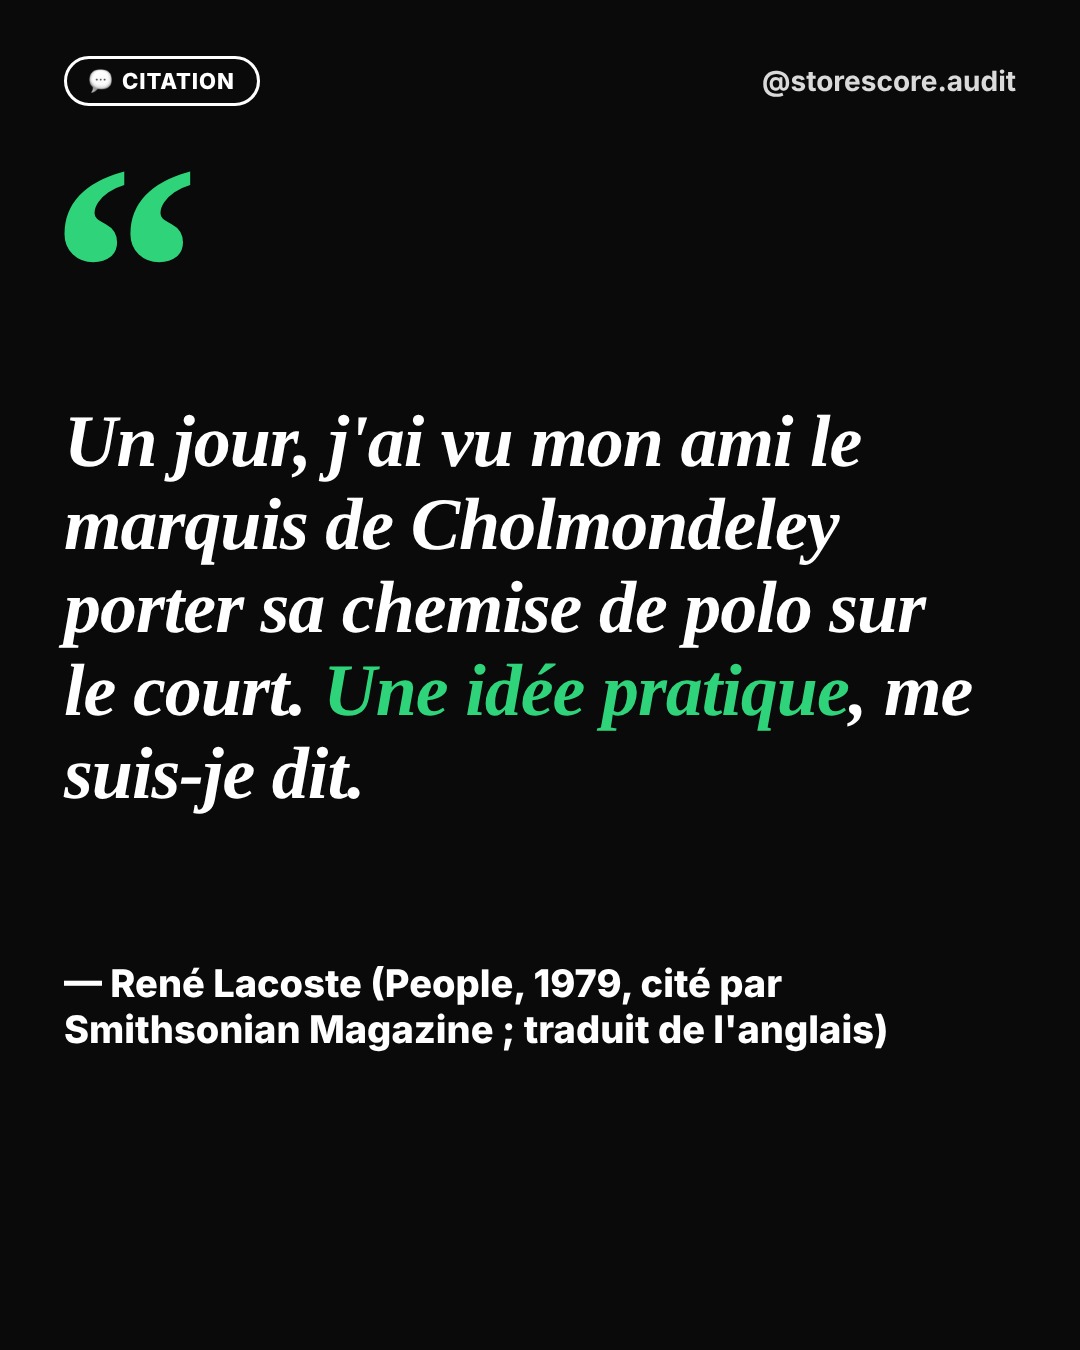 💬 CITATION
@storescore.audit
“
Un jour, j'ai vu mon ami le
marquis de Cholmondeley
porter sa chemise de polo sur
le court. Une idée pratique, me
suis-je dit.
— René Lacoste (People, 1979, cité par
Smithsonian Magazine ; traduit de l'anglais)